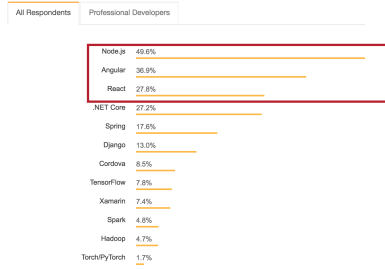 All Respondents Professional Developers
Node.js 49.6%
Angular 36.9%
React 27.8%
.NET Core 27.2%
Spring 17.6%
Django 13.0%
Cordova 8.5%
TensorFlow 7.8%
Xamarin 7.4%
Spark 4.8%
Hadoop 4.7%
Torch/PyTorch 1.7%